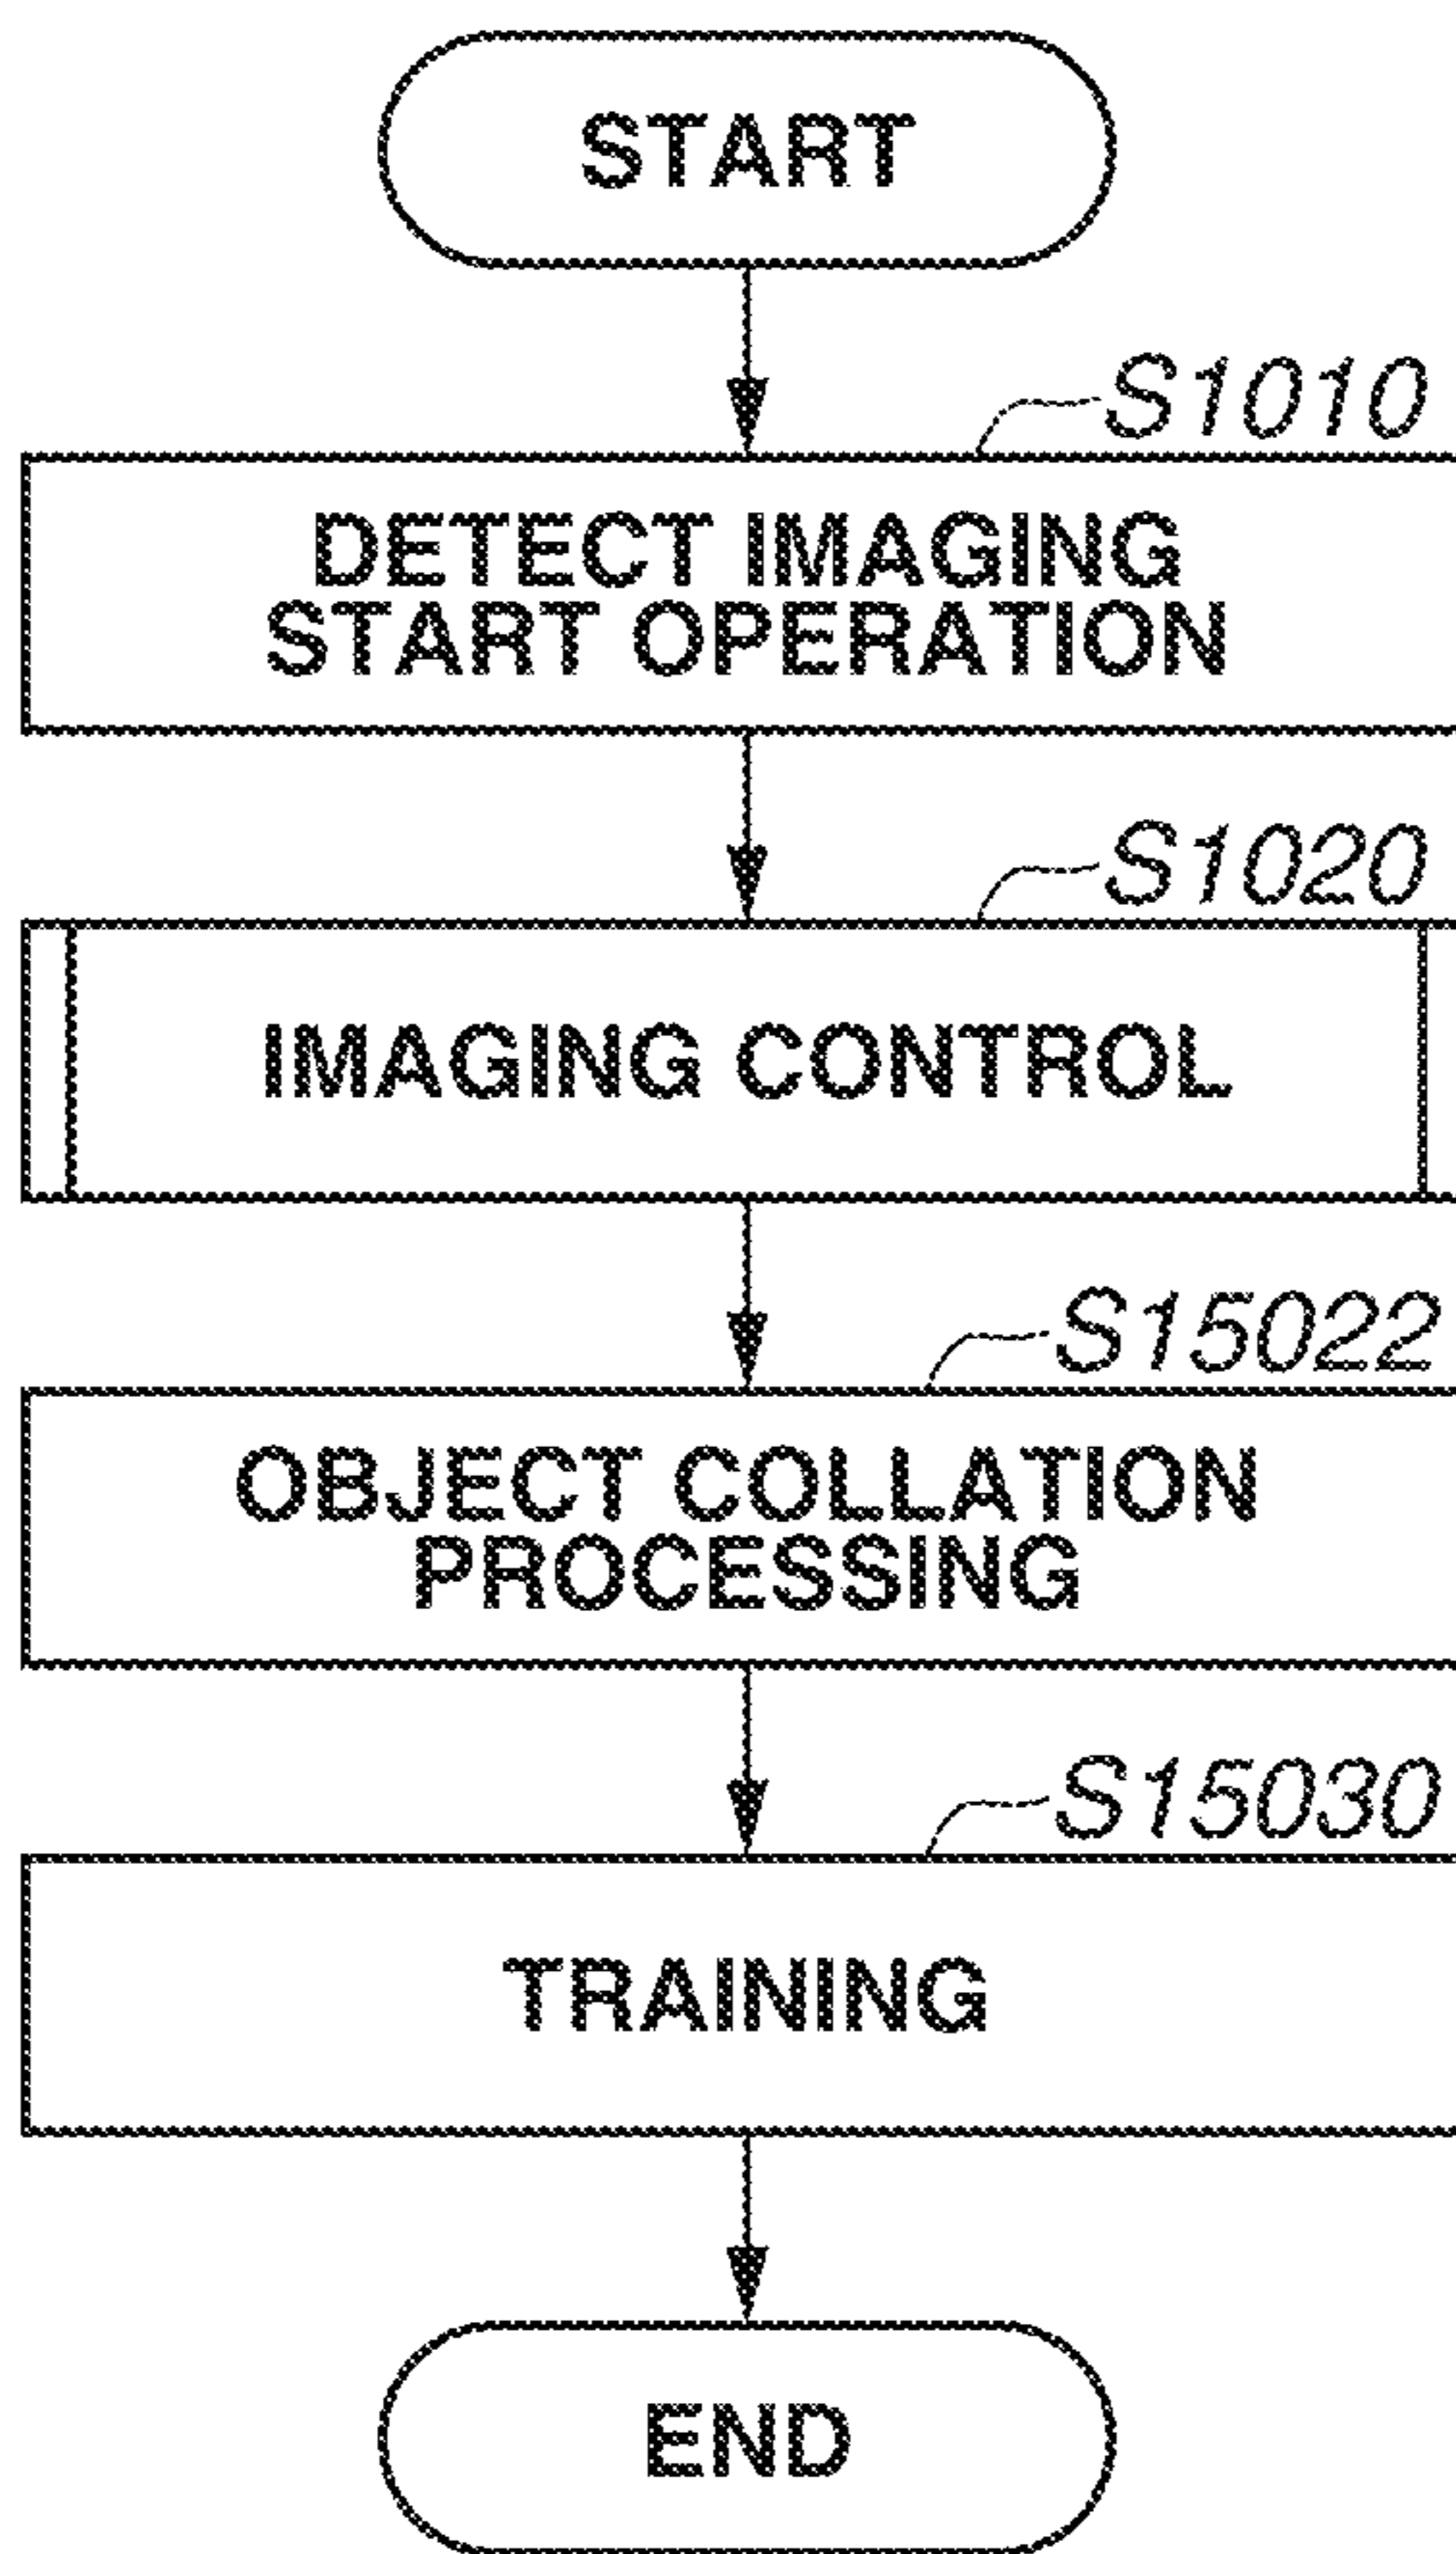 START
S1010
DETECT IMAGING
START OPERATION
S1020
IMAGING CONTROL
S15022
OBJECT COLLATION
PROCESSING
S15030
TRAINING
END